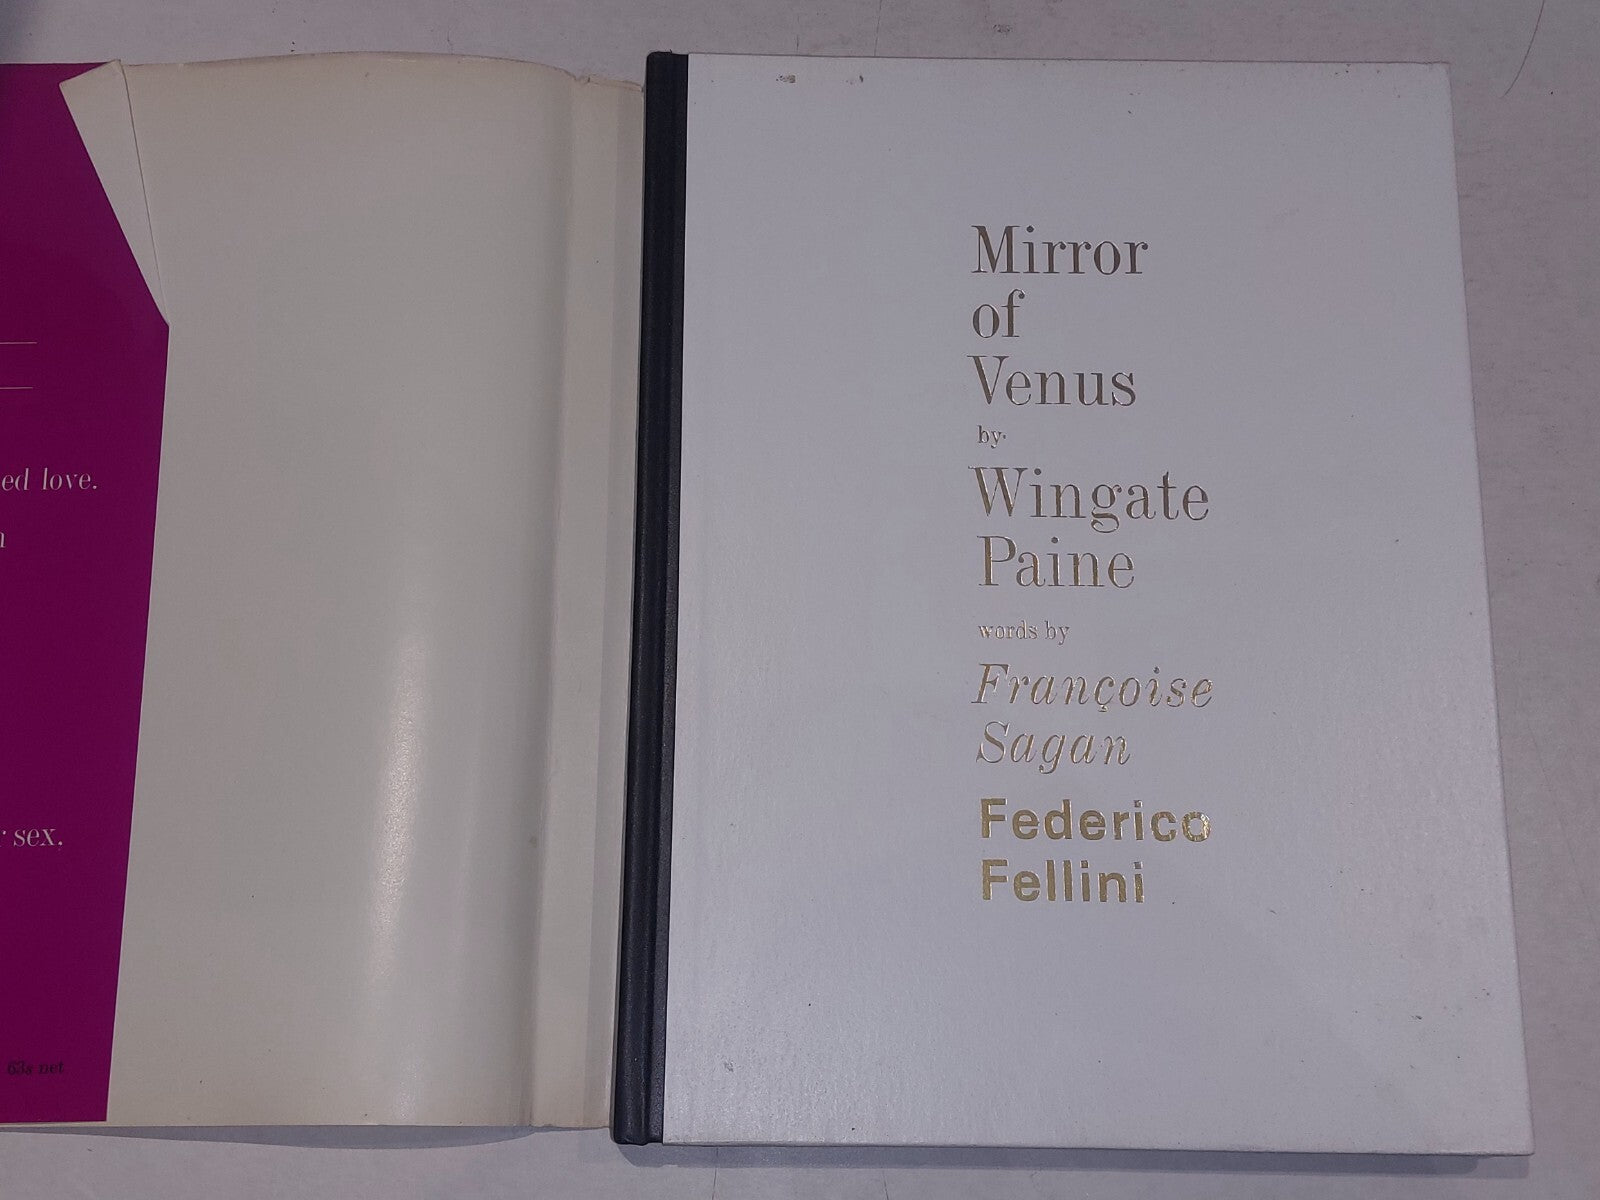 ed love.
sex.
63s net
Mirror
of
Venus
by
Wingate
Paine
words by
Françoise
Sagan
Federico
Fellini